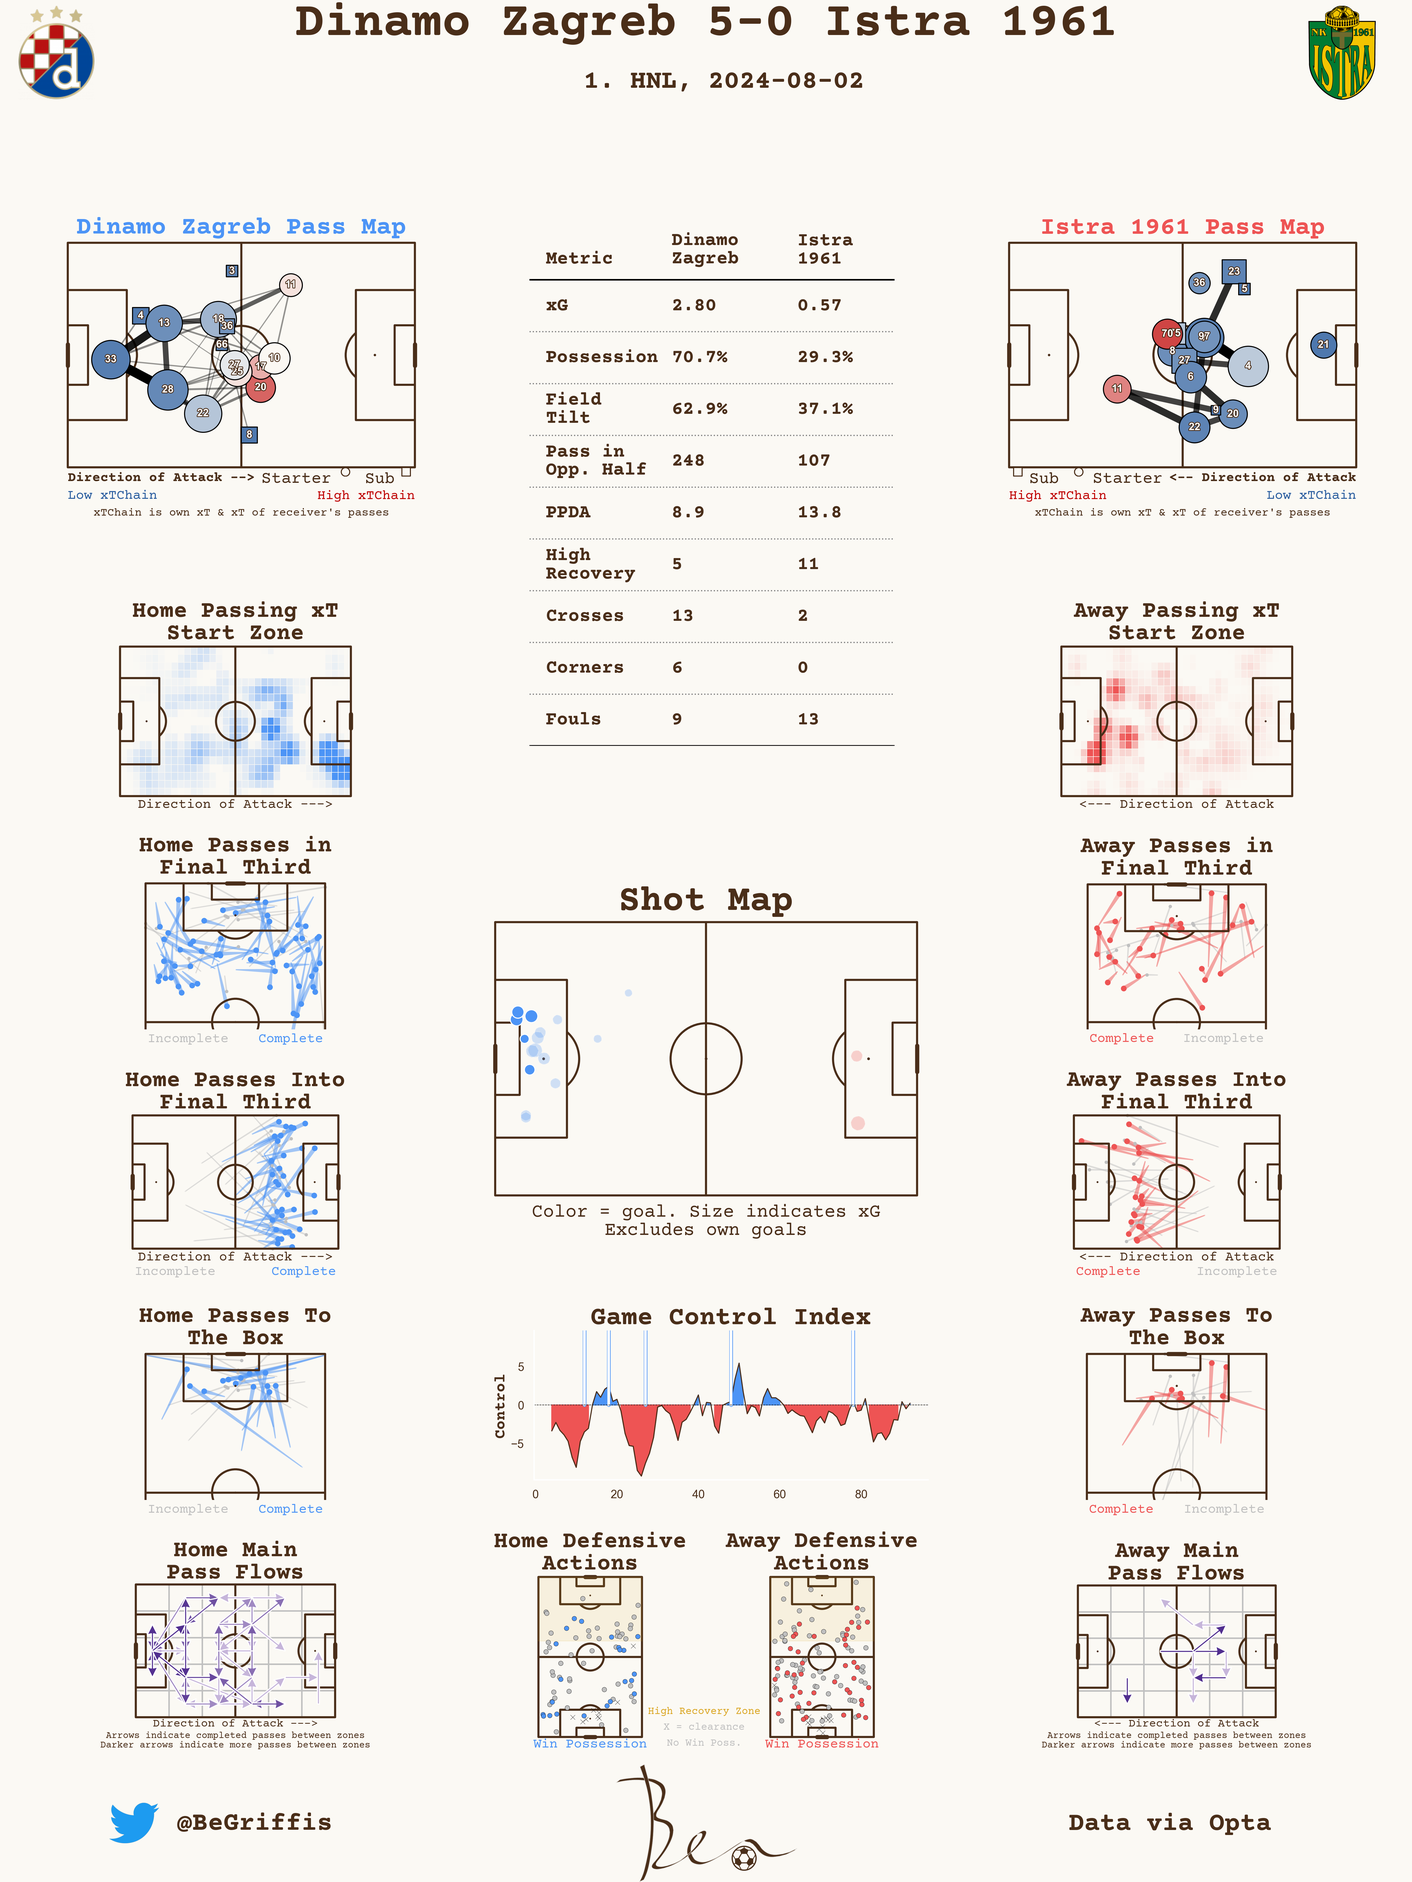 Dinamo Zagreb 5-0 Istra 1961
1. HNL, 2024-08-02
NK 1961
ISTRA
d
Dinamo Zagreb Pass Map
3
11
4
13
18
36
66
33
27
25
17
10
20
28
22
8
Direction of Attack --> Starter Sub
Low xTChain High xTChain
xTChain is own xT & xT of receiver's passes
Metric Dinamo Zagreb Istra 1961
xG 2.80 0.57
Possession 70.7% 29.3%
Field Tilt 62.9% 37.1%
Pass in Opp. Half 248 107
PPDA 8.9 13.8
High Recovery 5 11
Crosses 13 2
Corners 6 0
Fouls 9 13
Istra 1961 Pass Map
23
36
5
70
97
8
27
21
4
6
11
9
20
22
Sub Starter <-- Direction of Attack
High xTChain Low xTChain
xTChain is own xT & xT of receiver's passes
Home Passing xT
Start Zone
Direction of Attack --->
Away Passing xT
Start Zone
<--- Direction of Attack
Home Passes in
Final Third
Incomplete Complete
Away Passes in
Final Third
Complete Incomplete
Shot Map
Color = goal. Size indicates xG
Excludes own goals
Home Passes Into
Final Third
Direction of Attack --->
Incomplete Complete
Away Passes Into
Final Third
<--- Direction of Attack
Complete Incomplete
Home Passes To
The Box
Incomplete Complete
Game Control Index
Control
5
0
−5
0 20 40 60 80
Away Passes To
The Box
Complete Incomplete
Home Main
Pass Flows
Direction of Attack --->
Arrows indicate completed passes between zones
Darker arrows indicate more passes between zones
Home Defensive
Actions
Win Possession
Away Defensive
Actions
Win Possession
High Recovery Zone
X = clearance
No Win Poss.
Away Main
Pass Flows
<--- Direction of Attack
Arrows indicate completed passes between zones
Darker arrows indicate more passes between zones
@BeGriffis
Ben
Data via Opta